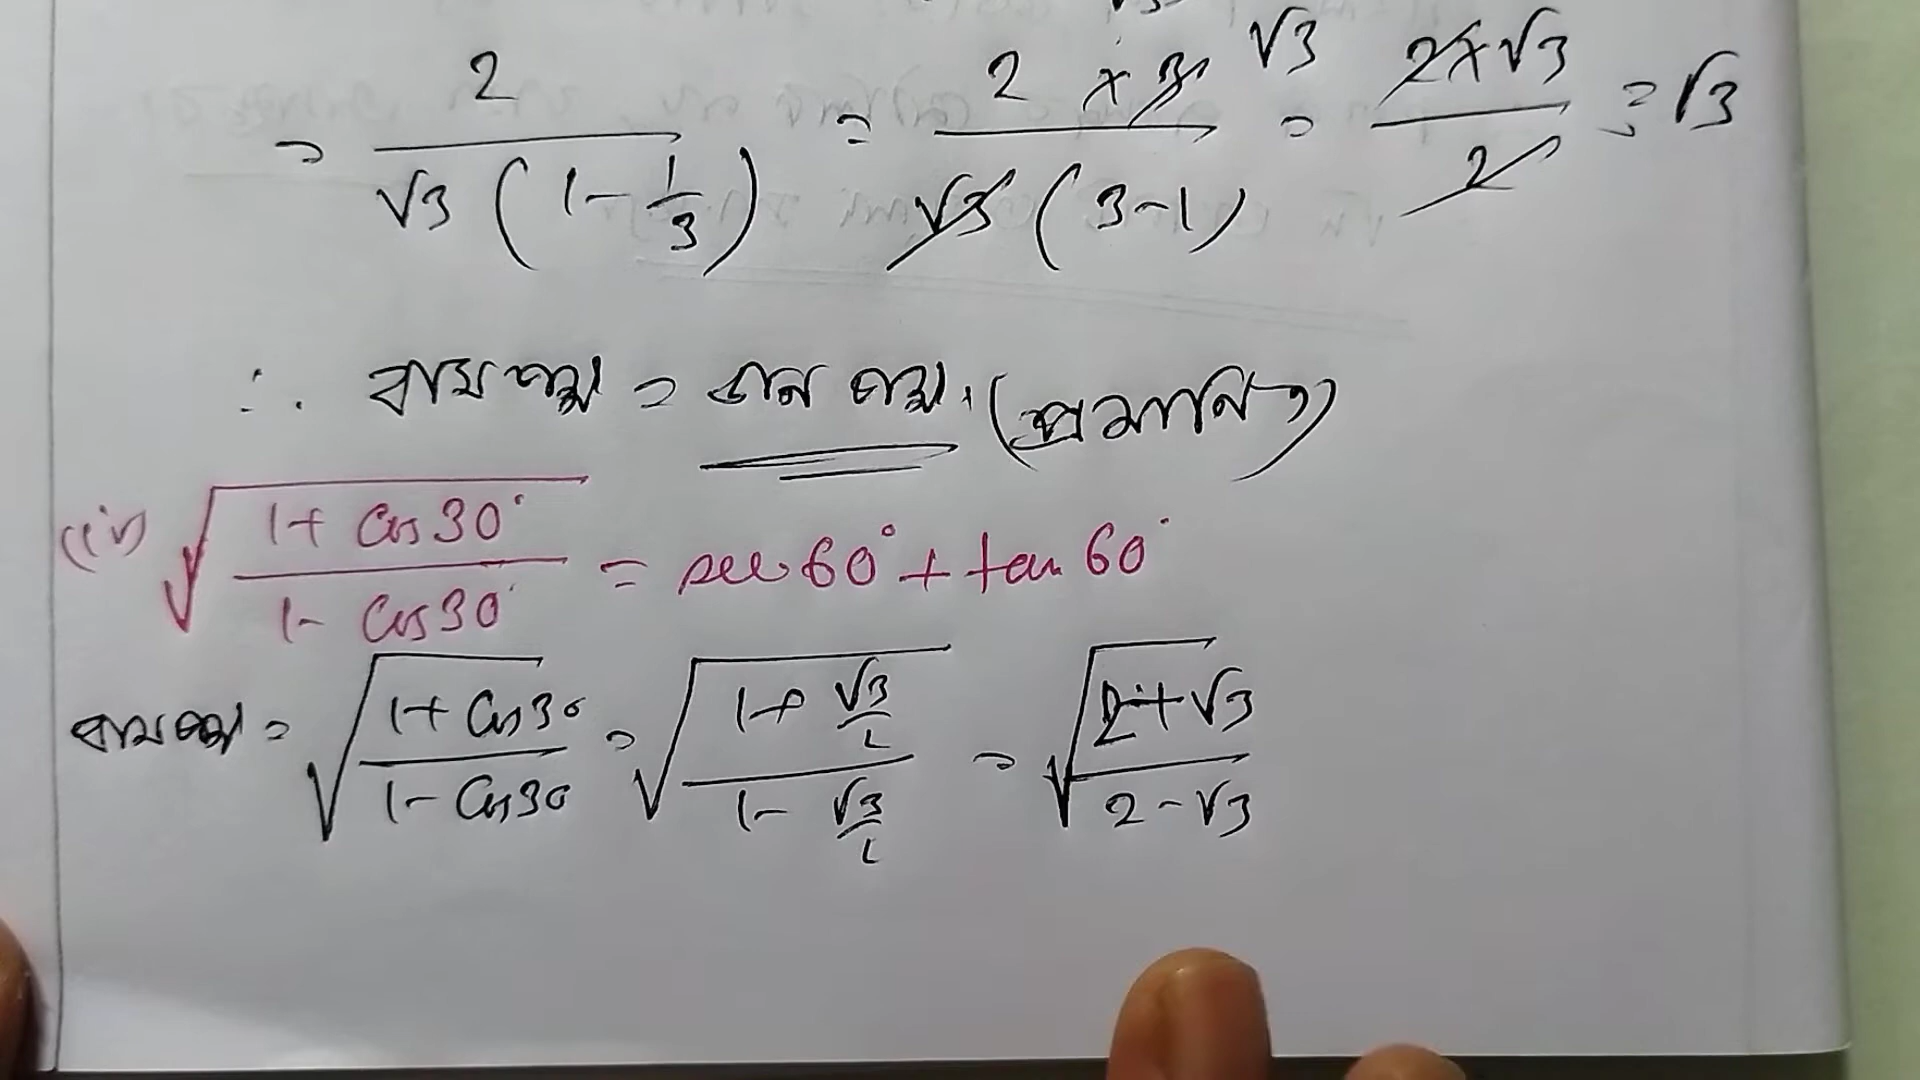 = 2 / √3 (1 - 1/3) = 2 × 3 √3 / √3 (3-1) = 2×√3 / 2 = √3
∴ বামপক্ষ = ডানপক্ষ. (প্রমানিত)
(iv) √((1+ Cos30°) / (1- Cos30°)) = sec60° + tan60°
বামপক্ষ = √((1+ Cos30) / (1- Cos30)) = √((1+ √3/2) / (1- √3/2)) = √((2+√3) / (2-√3))